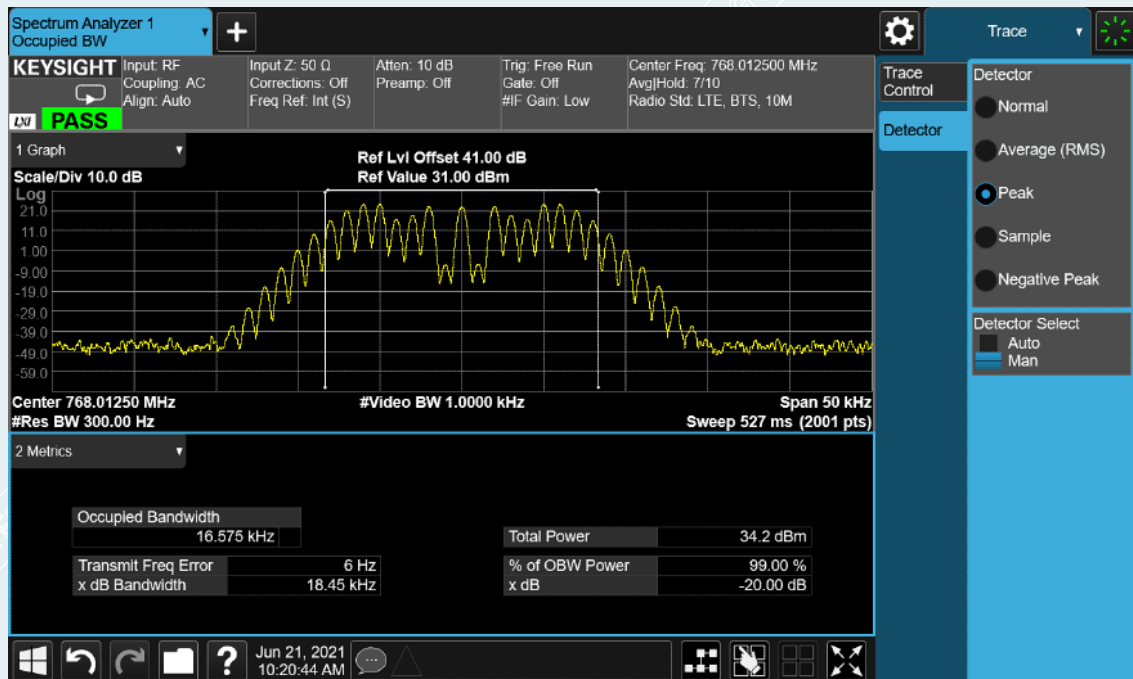 Spectrum Analyzer 1
Occupied BW
+
Trace
KEYSIGHT
LXI
PASS
Input: RF
Coupling: AC
Align: Auto
Input Z: 50 Ω
Corrections: Off
Freq Ref: Int (S)
Atten: 10 dB
Preamp: Off
Trig: Free Run
Gate: Off
#IF Gain: Low
Center Freq: 768.012500 MHz
Avg|Hold: 7/10
Radio Std: LTE, BTS, 10M
Trace
Control
Detector
Detector
Normal
Average (RMS)
Peak
Sample
Negative Peak
Detector Select
Auto
Man
1 Graph
Scale/Div 10.0 dB
Ref Lvl Offset 41.00 dB
Ref Value 31.00 dBm
Log
21.0
11.0
1.00
-9.00
-19.0
-29.0
-39.0
-49.0
-59.0
Center 768.01250 MHz
#Video BW 1.0000 kHz
Span 50 kHz
#Res BW 300.00 Hz
Sweep 527 ms (2001 pts)
2 Metrics
Occupied Bandwidth
16.575 kHz
Total Power 34.2 dBm
Transmit Freq Error 6 Hz
% of OBW Power 99.00 %
x dB Bandwidth 18.45 kHz
x dB -20.00 dB
?
Jun 21, 2021
10:20:44 AM